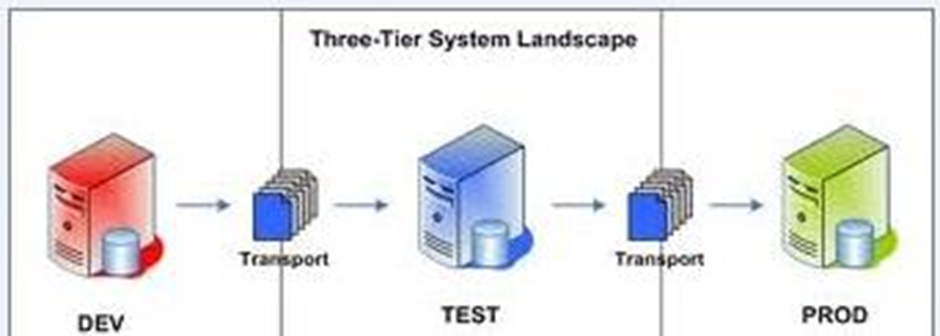 Three-Tier System Landscape
Transport
Transport
DEV
TEST
PROD